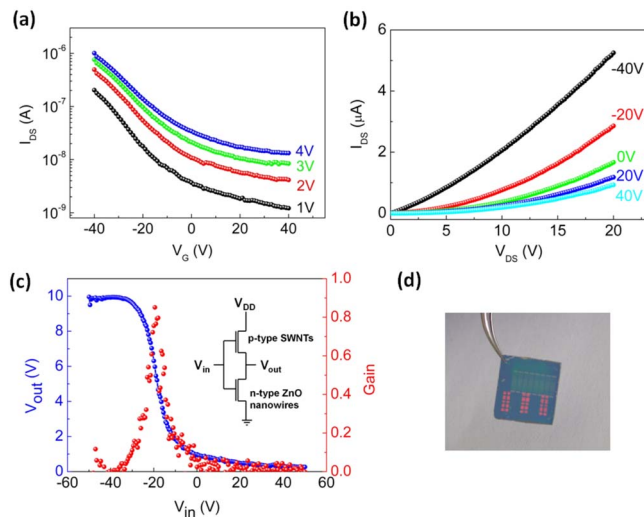 (a)
10^-6
10^-7
10^-8
10^-9
I_DS (A)
4V
3V
2V
1V
-40 -20 0 20 40
V_G (V)
(b)
6
4
2
0
I_DS (μA)
-40V
-20V
0V
20V
40V
0 5 10 15 20
V_DS (V)
(c)
10
8
6
4
2
0
Vout (V)
V_DD
p-type SWNTs
V_in
V_out
n-type ZnO
nanowires
1.0
0.8
0.6
0.4
0.2
0.0
Gain
-60 -40 -20 0 20 40 60
V_in (V)
(d)